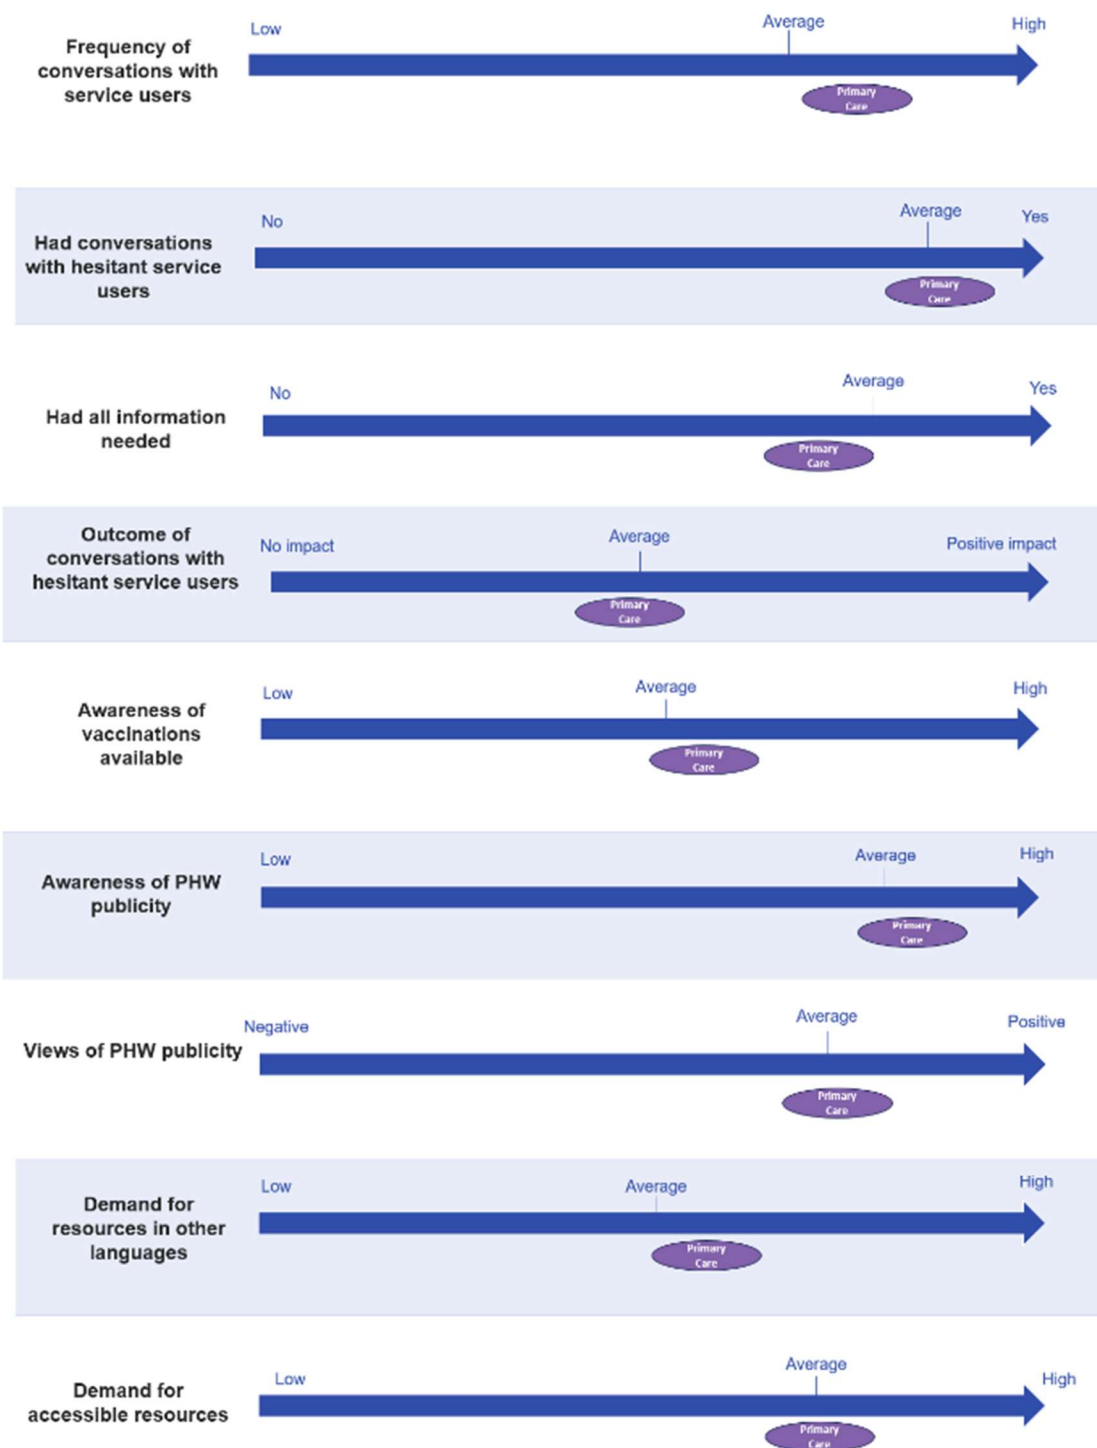 Low
Average
High
Frequency of
conversations with
service users
Primary
Care
No
Average
Yes
Had conversations
with hesitant service
users
Primary
Care
No
Average
Yes
Had all information
needed
Primary
Care
Outcome of
conversations with
hesitant service users
No impact
Average
Positive impact
Primary
Care
Low
Average
High
Awareness of
vaccinations
available
Primary
Care
Low
Average
High
Awareness of PHW
publicity
Primary
Care
Negative
Average
Positive
Views of PHW publicity
Primary
Care
Low
Average
High
Demand for
resources in other
languages
Primary
Care
Low
Average
High
Demand for
accessible resources
Primary
Care